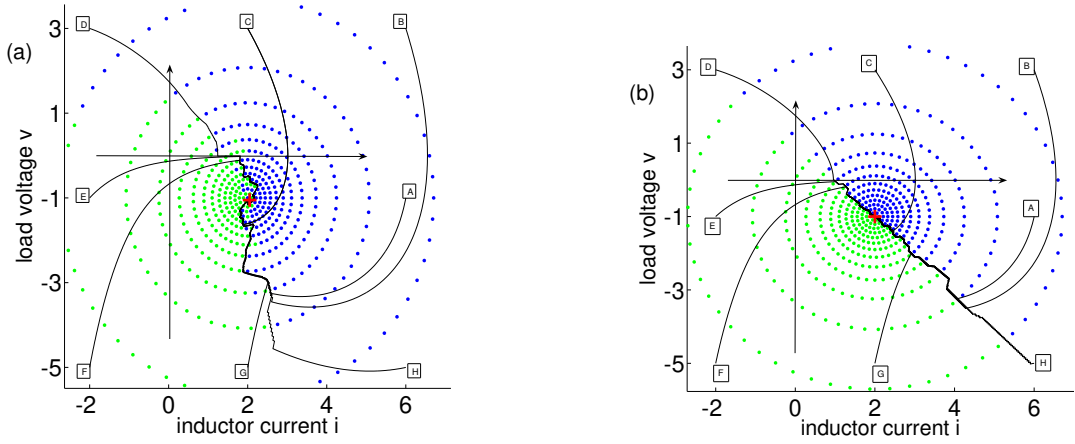 (a)
load voltage v
3
1
-1
-3
-5
-2
0
2
4
6
inductor current i
D
C
B
E
A
F
G
H
(b)
load voltage v
3
1
-1
-3
-5
-2
0
2
4
6
inductor current i
D
C
B
E
A
F
G
H